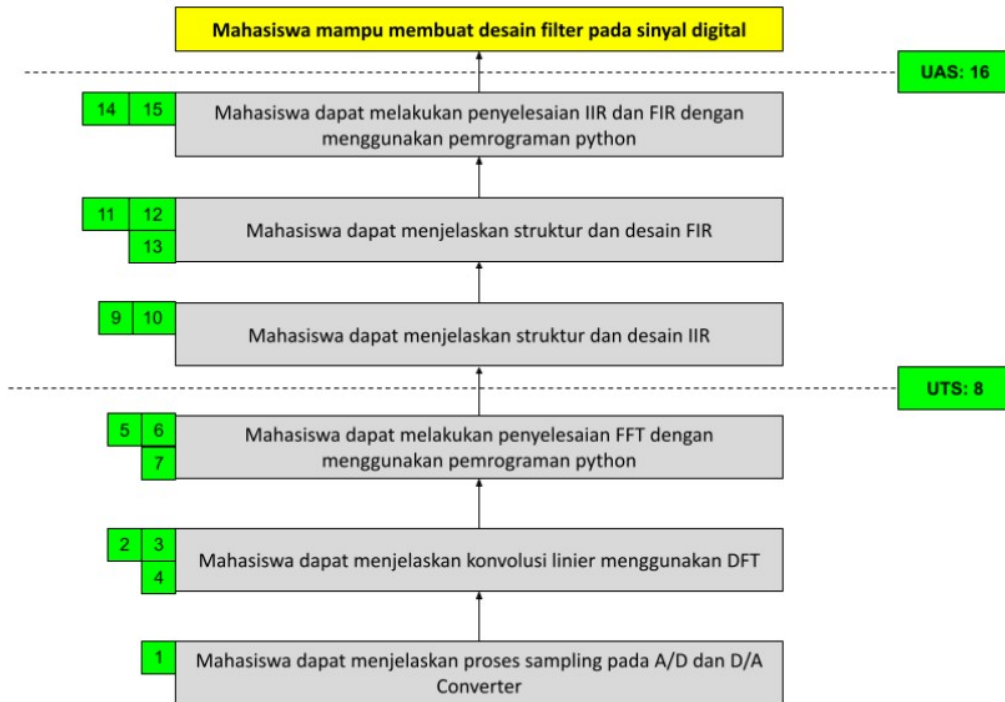 Mahasiswa mampu membuat desain filter pada sinyal digital
UAS: 16
14 15
Mahasiswa dapat melakukan penyelesaian IIR dan FIR dengan
menggunakan pemrograman python
11 12
13
Mahasiswa dapat menjelaskan struktur dan desain FIR
9 10
Mahasiswa dapat menjelaskan struktur dan desain IIR
UTS: 8
5 6
7
Mahasiswa dapat melakukan penyelesaian FFT dengan
menggunakan pemrograman python
2 3
4
Mahasiswa dapat menjelaskan konvolusi linier menggunakan DFT
1
Mahasiswa dapat menjelaskan proses sampling pada A/D dan D/A
Converter